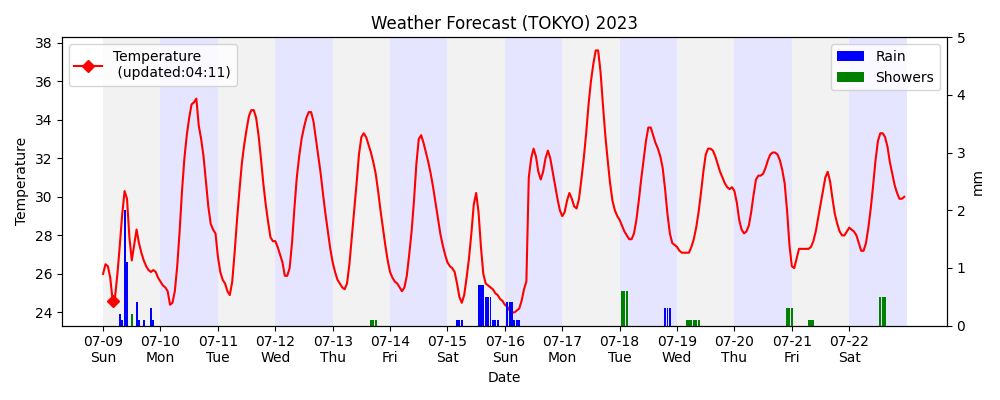 Weather Forecast (TOKYO) 2023
Temperature
(updated:04:11)
Rain
Showers
Temperature
38
36
34
32
30
28
26
24
5
4
3
2
1
0
mm
07-09 07-10 07-11 07-12 07-13 07-14 07-15 07-16 07-17 07-18 07-19 07-20 07-21 07-22
Sun Mon Tue Wed Thu Fri Sat Sun Mon Tue Wed Thu Fri Sat
Date